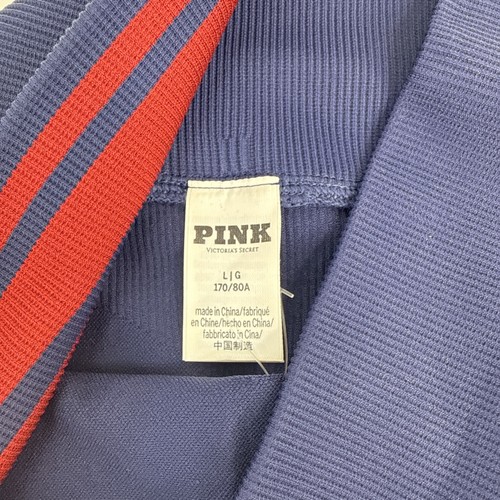 PINK
VICTORIA'S SECRET
L|G
170/80A
made in China/fabriqué
en Chine/hecho en China/
fabbricato in Cina/
中国制造